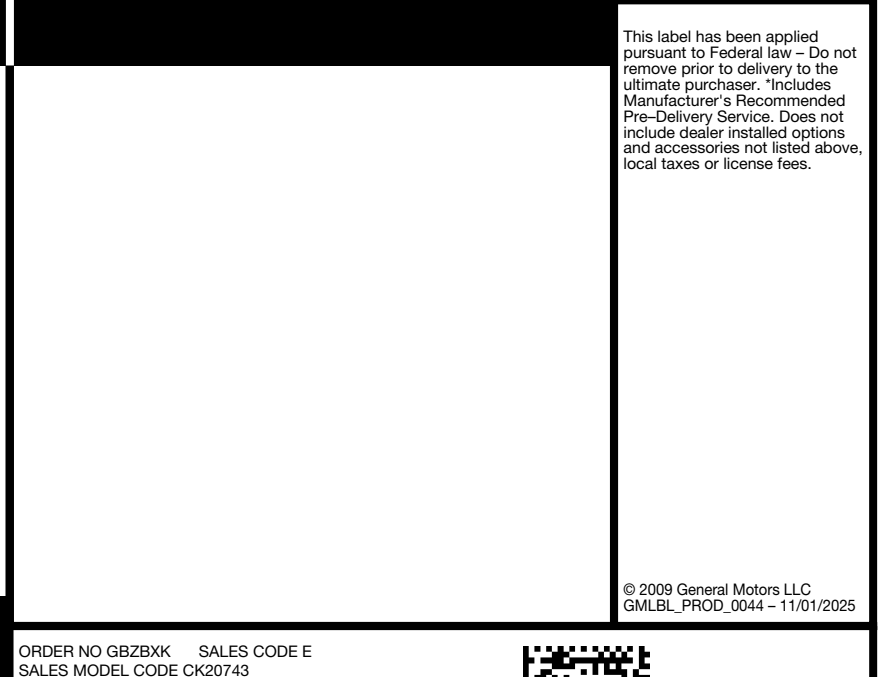 This label has been applied
pursuant to Federal law – Do not
remove prior to delivery to the
ultimate purchaser. *Includes
Manufacturer's Recommended
Pre–Delivery Service. Does not
include dealer installed options
and accessories not listed above,
local taxes or license fees.
© 2009 General Motors LLC
GMLBL_PROD_0044 – 11/01/2025
ORDER NO GBZBXK SALES CODE E
SALES MODEL CODE CK20743